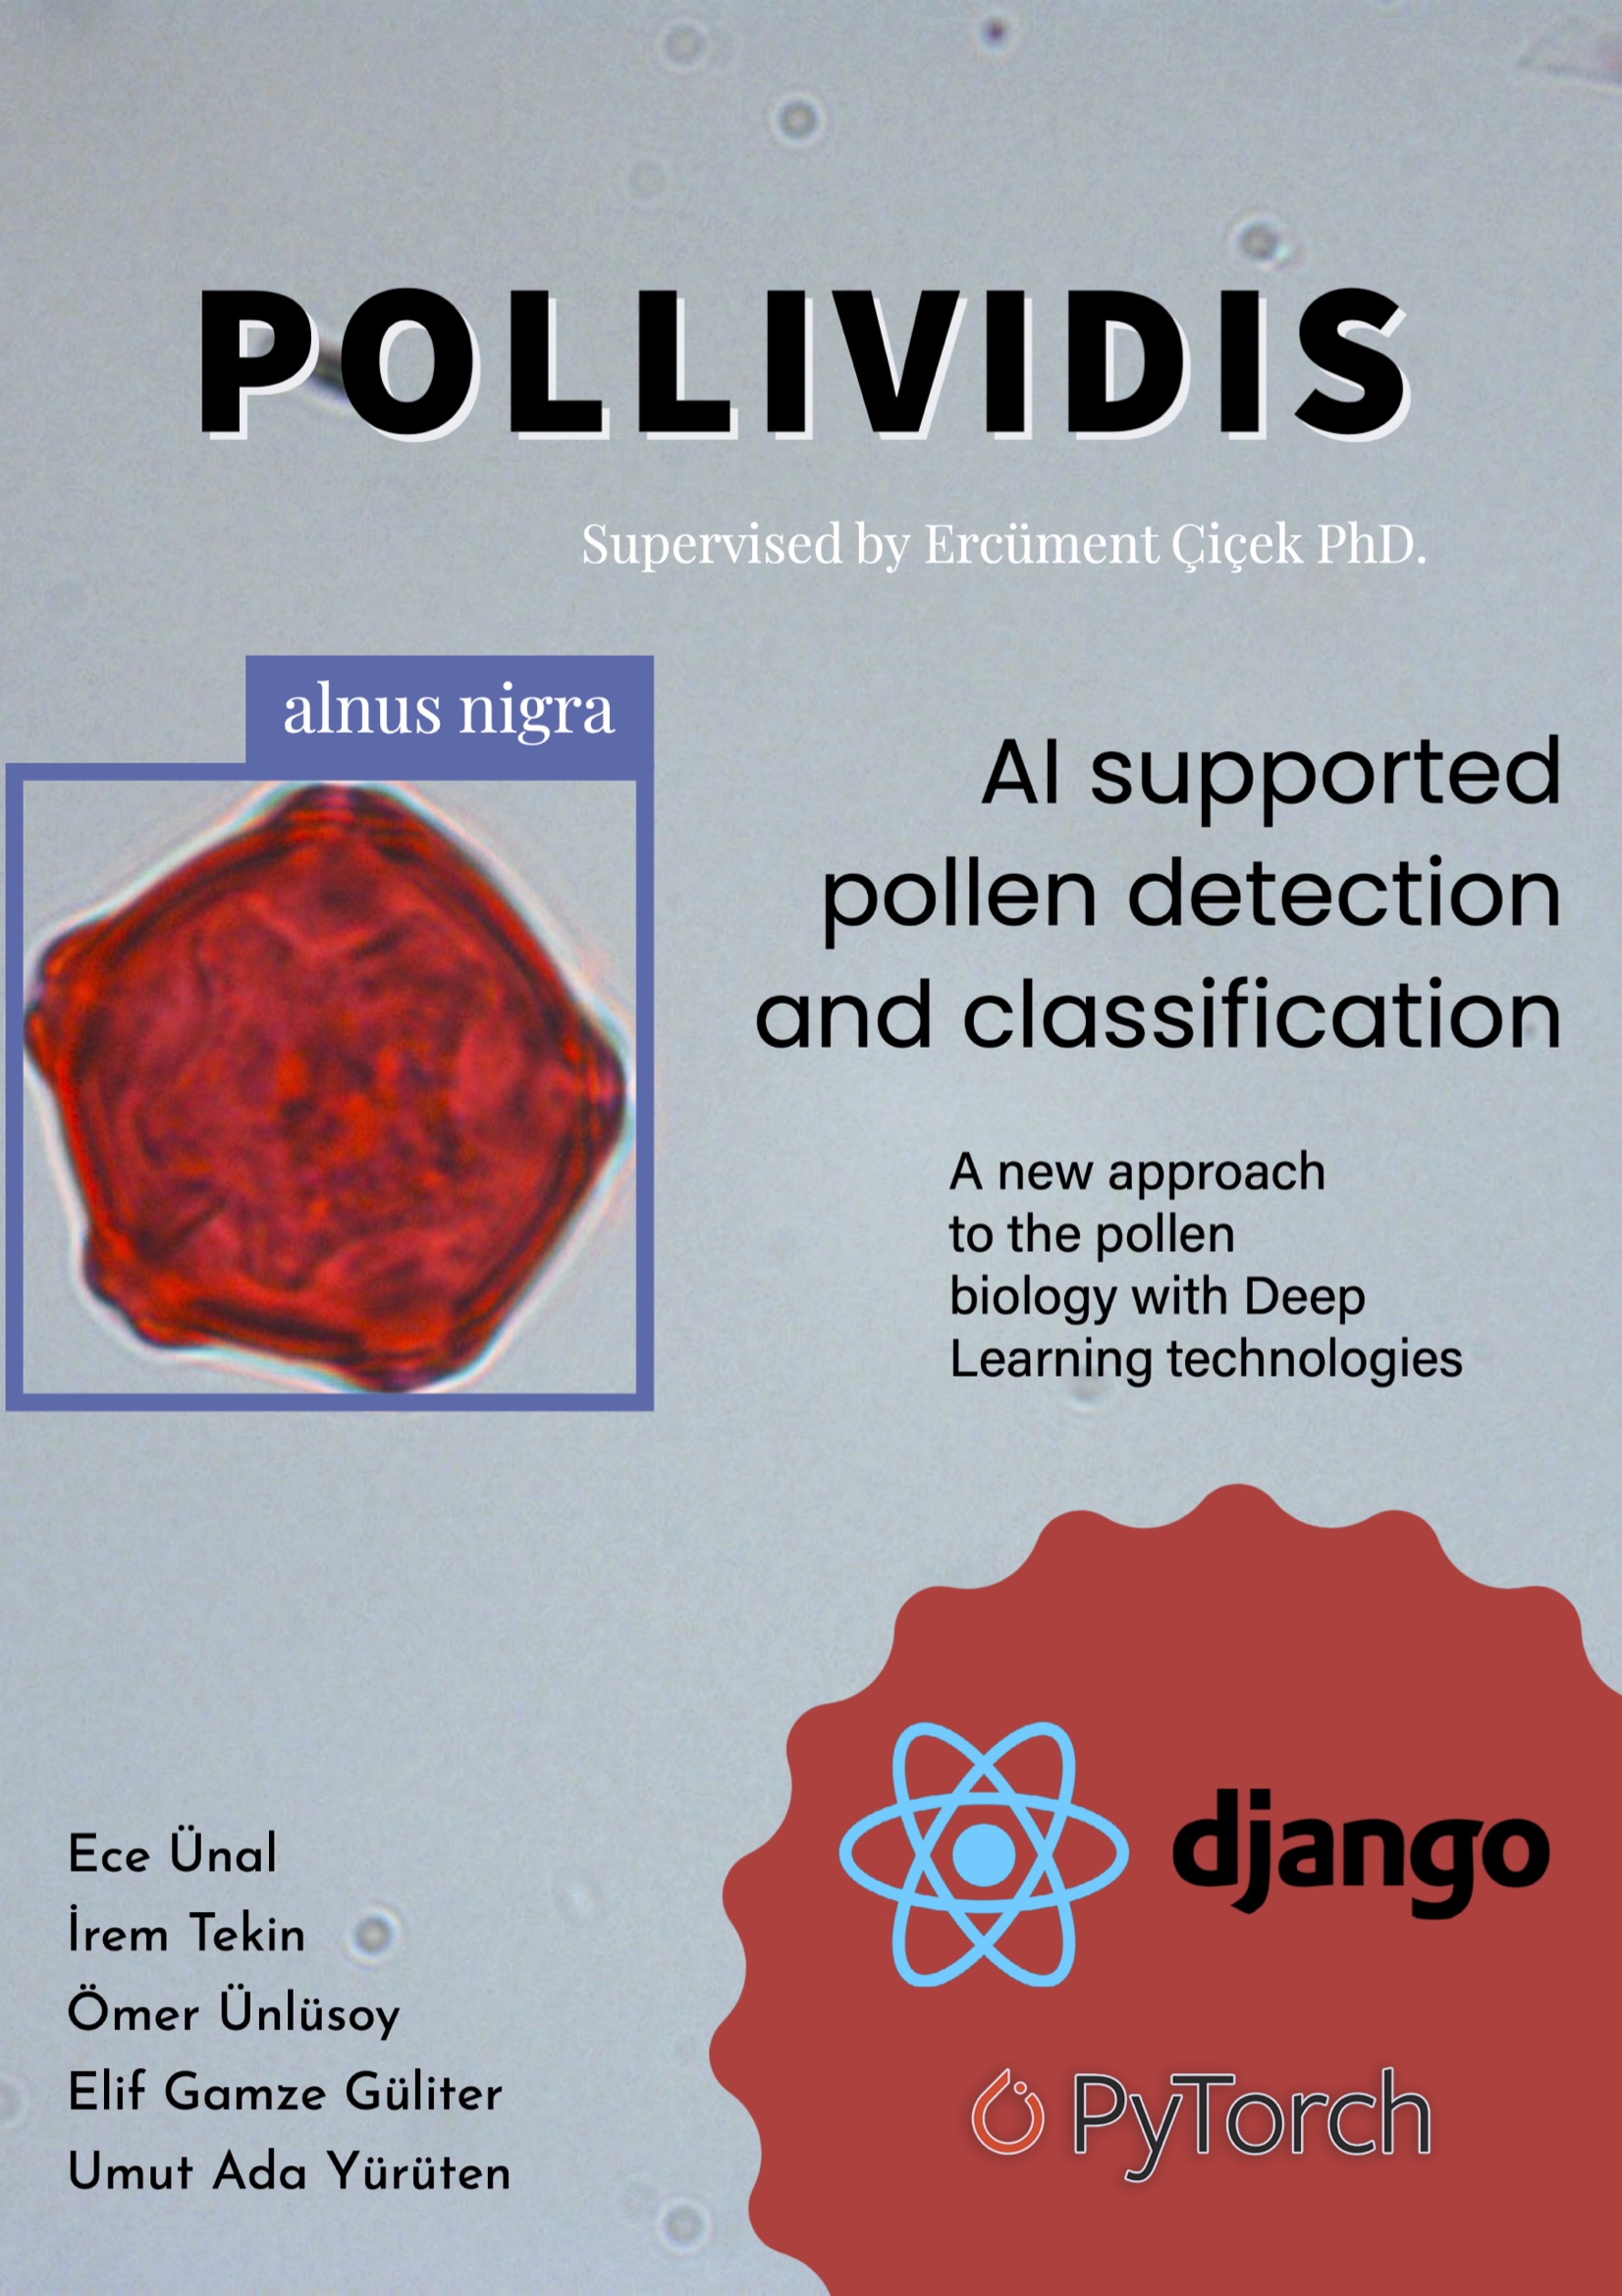 POLLIVIDIS
Supervised by Ercüment Çiçek PhD.
alnus nigra
AI supported
pollen detection
and classification
A new approach
to the pollen
biology with Deep
Learning technologies
django
PyTorch
Ece Ünal
İrem Tekin
Ömer Ünlüsoy
Elif Gamze Güliter
Umut Ada Yürüten